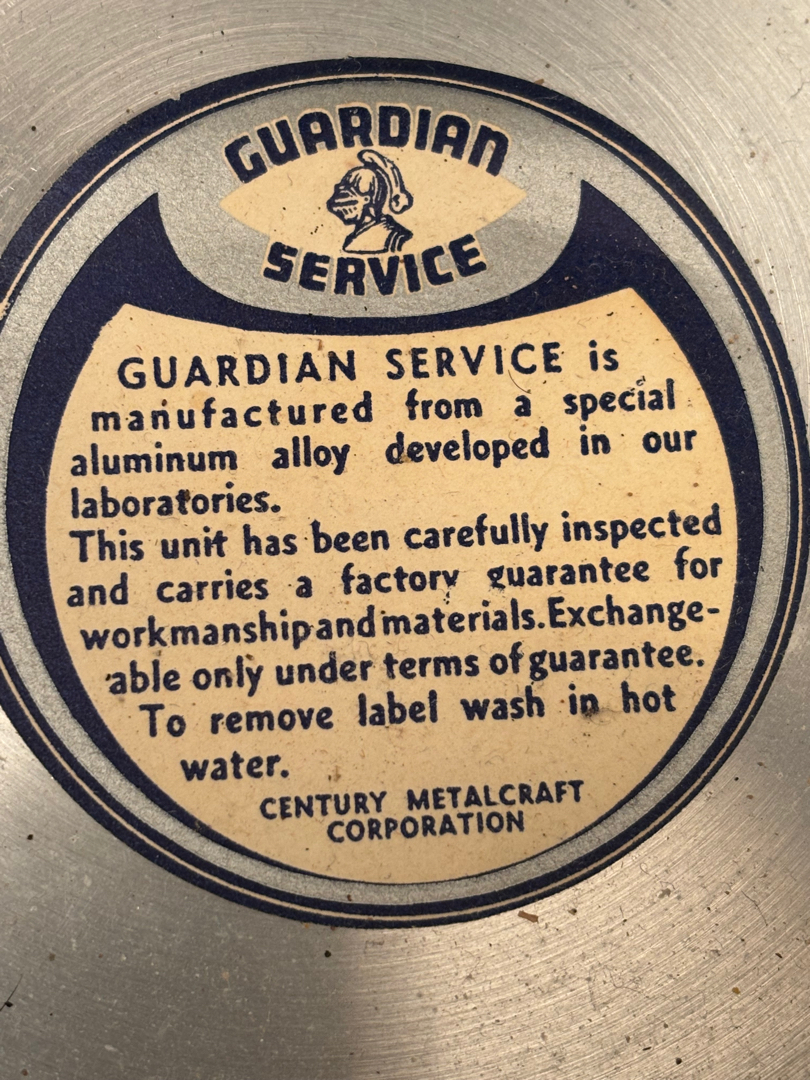 GUARDIAN
SERVICE
GUARDIAN SERVICE is
manufactured from a special
aluminum alloy developed in our
laboratories.
This unit has been carefully inspected
and carries a factory guarantee for
workmanship and materials. Exchange-
able only under terms of guarantee.
To remove label wash in hot
water.
CENTURY METALCRAFT
CORPORATION